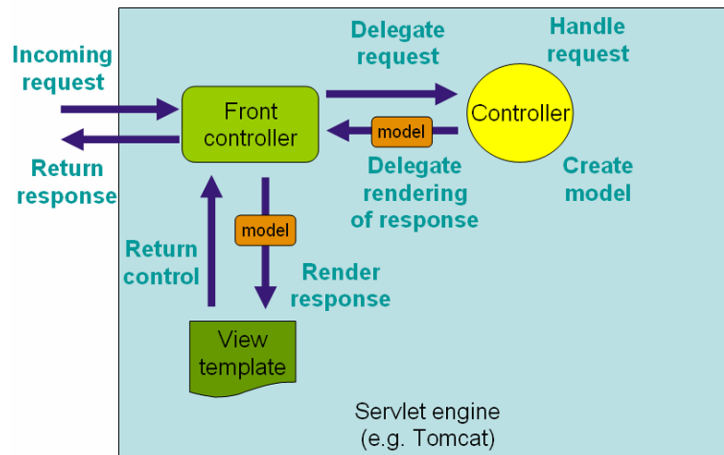 Incoming
request
Return
response
Front
controller
Delegate
request
Handle
request
Controller
model
Delegate
rendering
of response
Create
model
model
Return
control
Render
response
View
template
Servlet engine
(e.g. Tomcat)